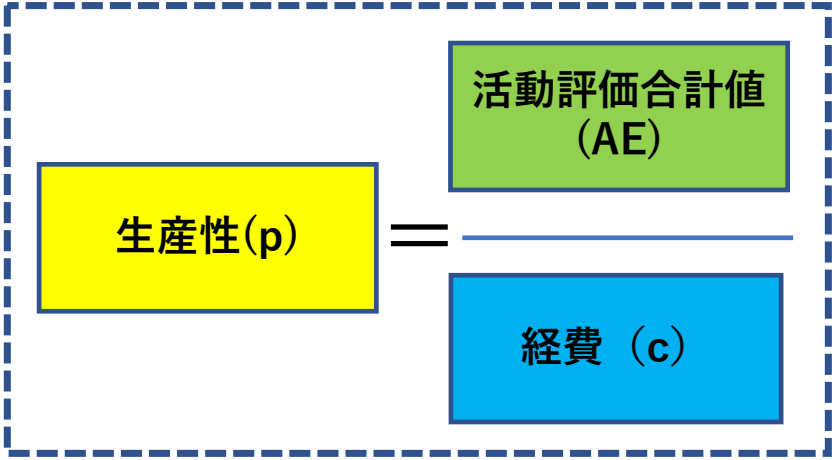 活動評価合計値
(AE)
生産性(p)
=
経費（c）